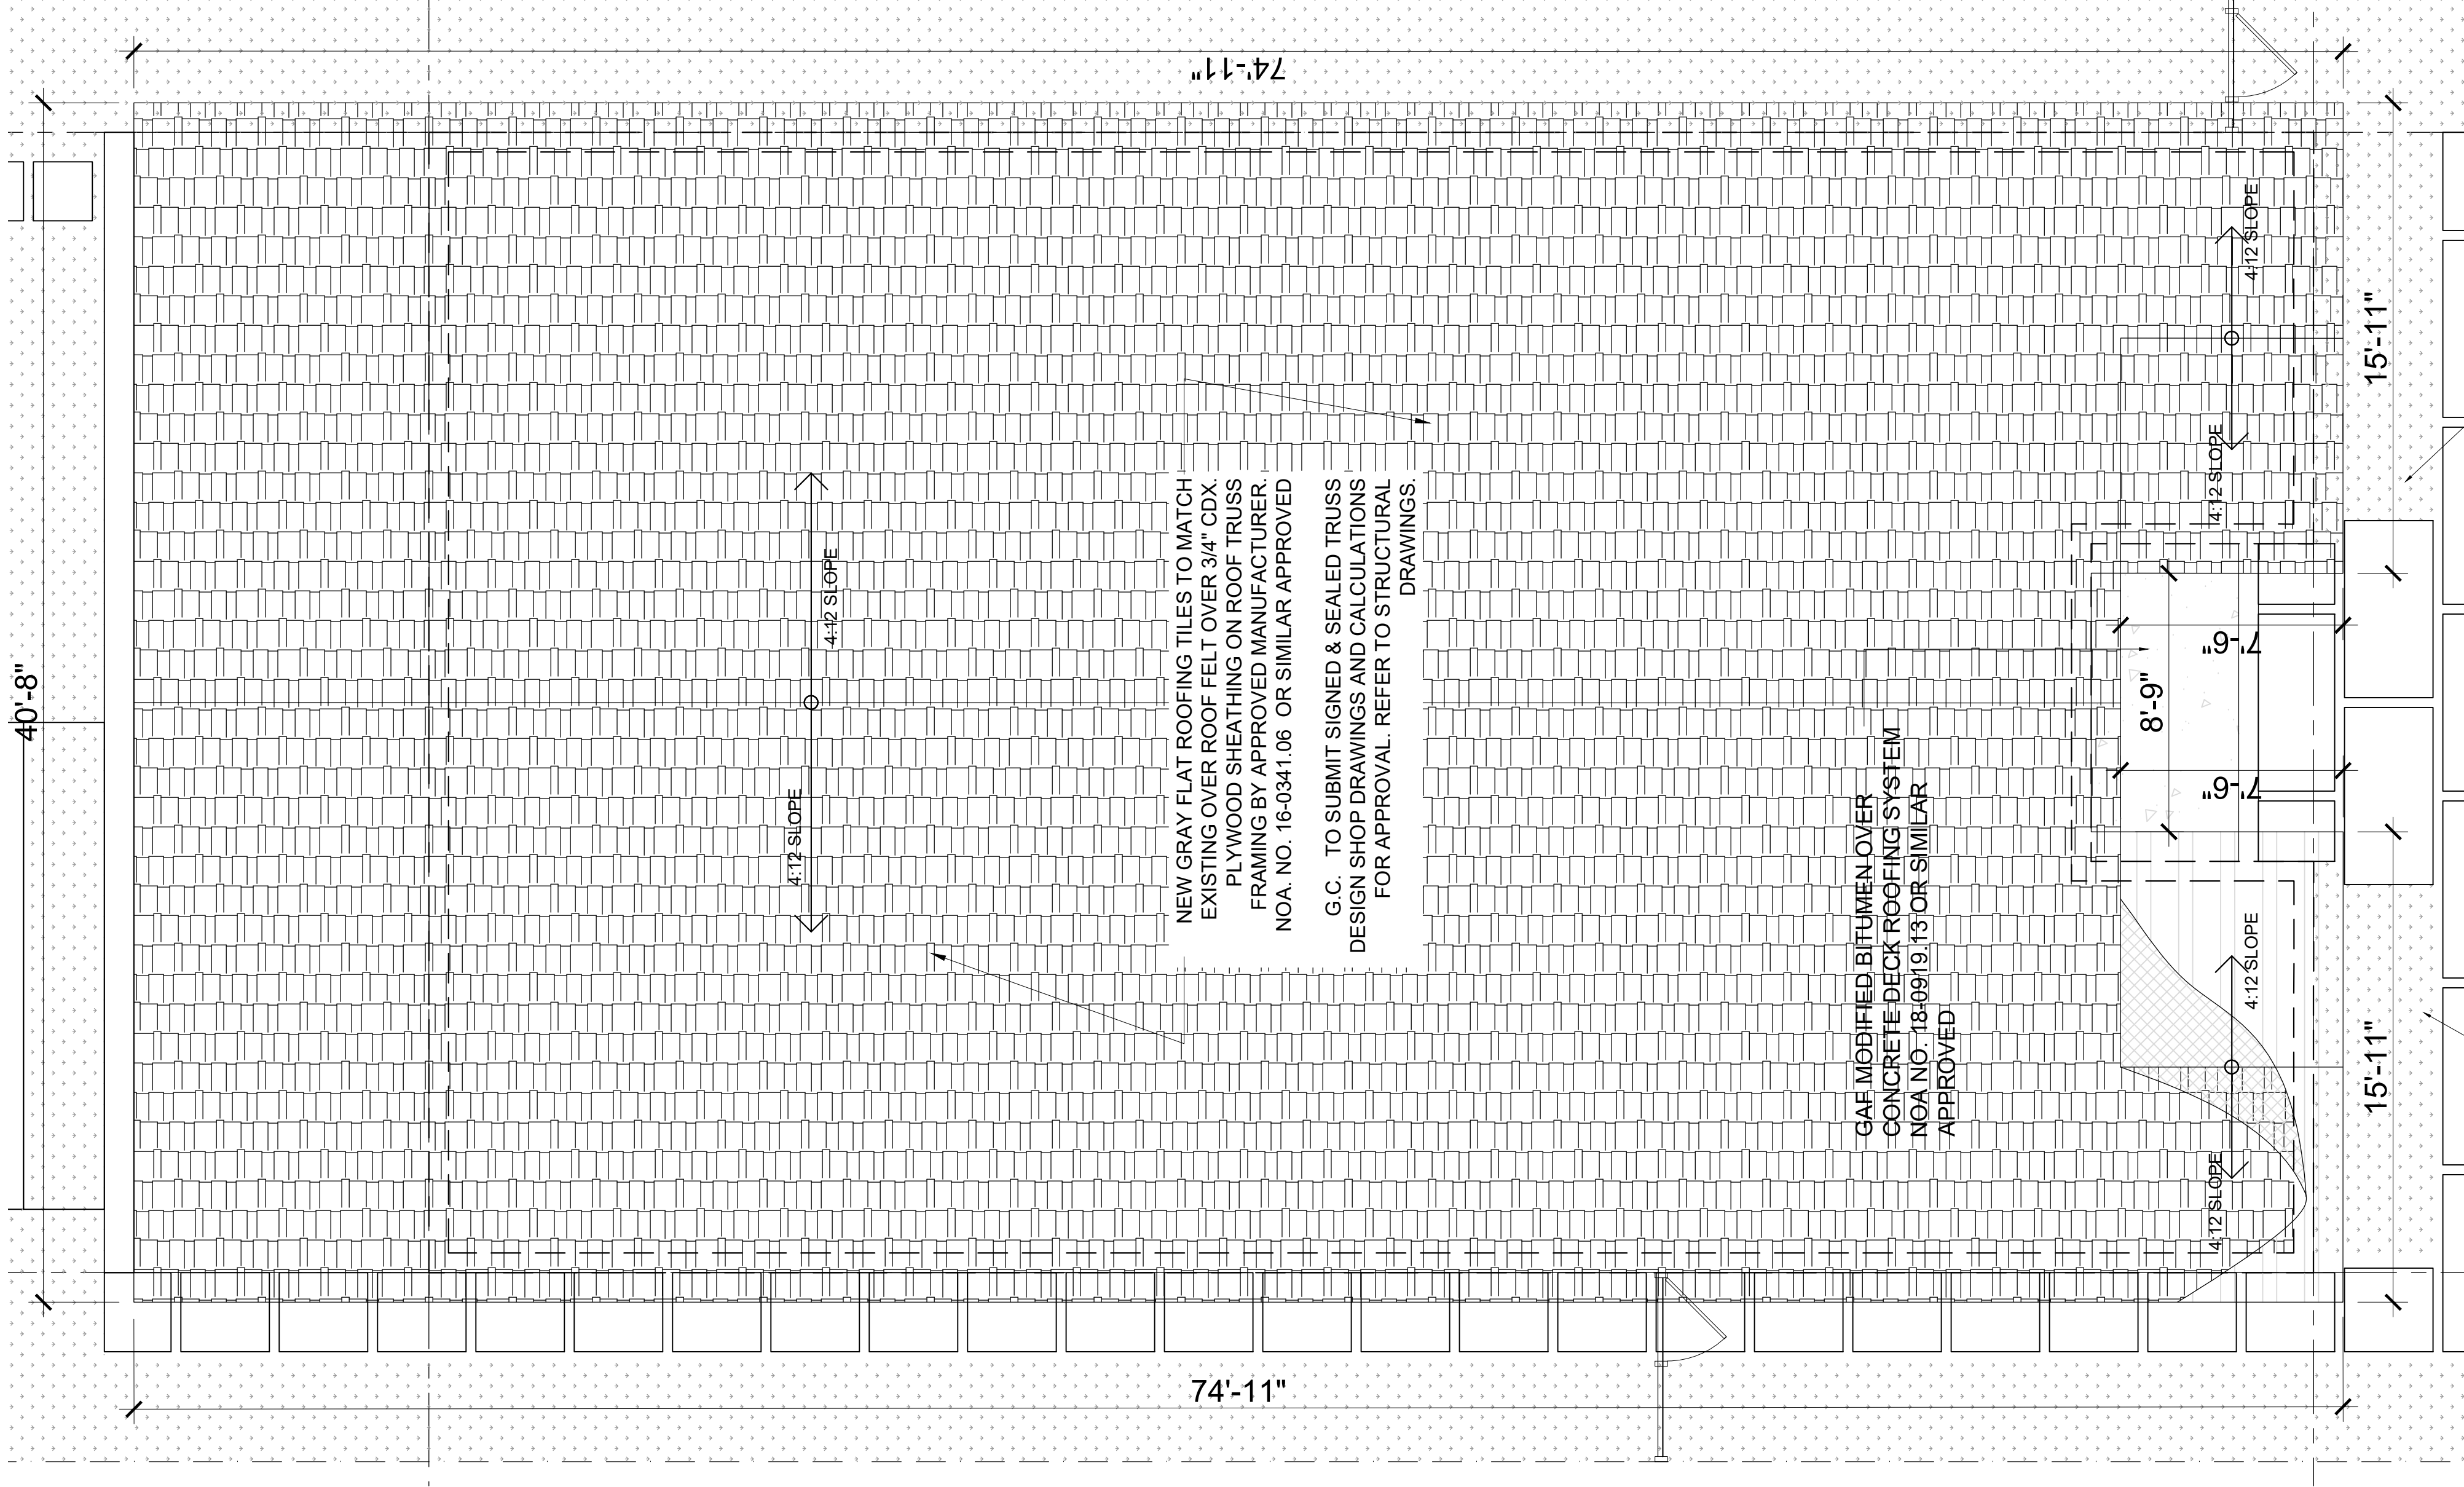 74'-11"
40'-8"
4:12 SLOPE
4:12 SLOPE
NEW GRAY FLAT ROOFING TILES TO MATCH
EXISTING OVER ROOF FELT OVER 3/4" CDX.
PLYWOOD SHEATHING ON ROOF TRUSS
FRAMING BY APPROVED MANUFACTURER.
NOA. NO. 16-0341.06 OR SIMILAR APPROVED
G.C. TO SUBMIT SIGNED & SEALED TRUSS
DESIGN SHOP DRAWINGS AND CALCULATIONS
FOR APPROVAL. REFER TO STRUCTURAL
DRAWINGS.
GAF MODIFIED BITUMEN OVER
CONCRETE DECK ROOFING SYSTEM
NOA NO. 18-0919.13 OR SIMILAR
APPROVED
4:12 SLOPE
4:12 SLOPE
15'-11"
7'-6"
8'-9"
7'-6"
4:12 SLOPE
4:12 SLOPE
15'-11"
74'-11"